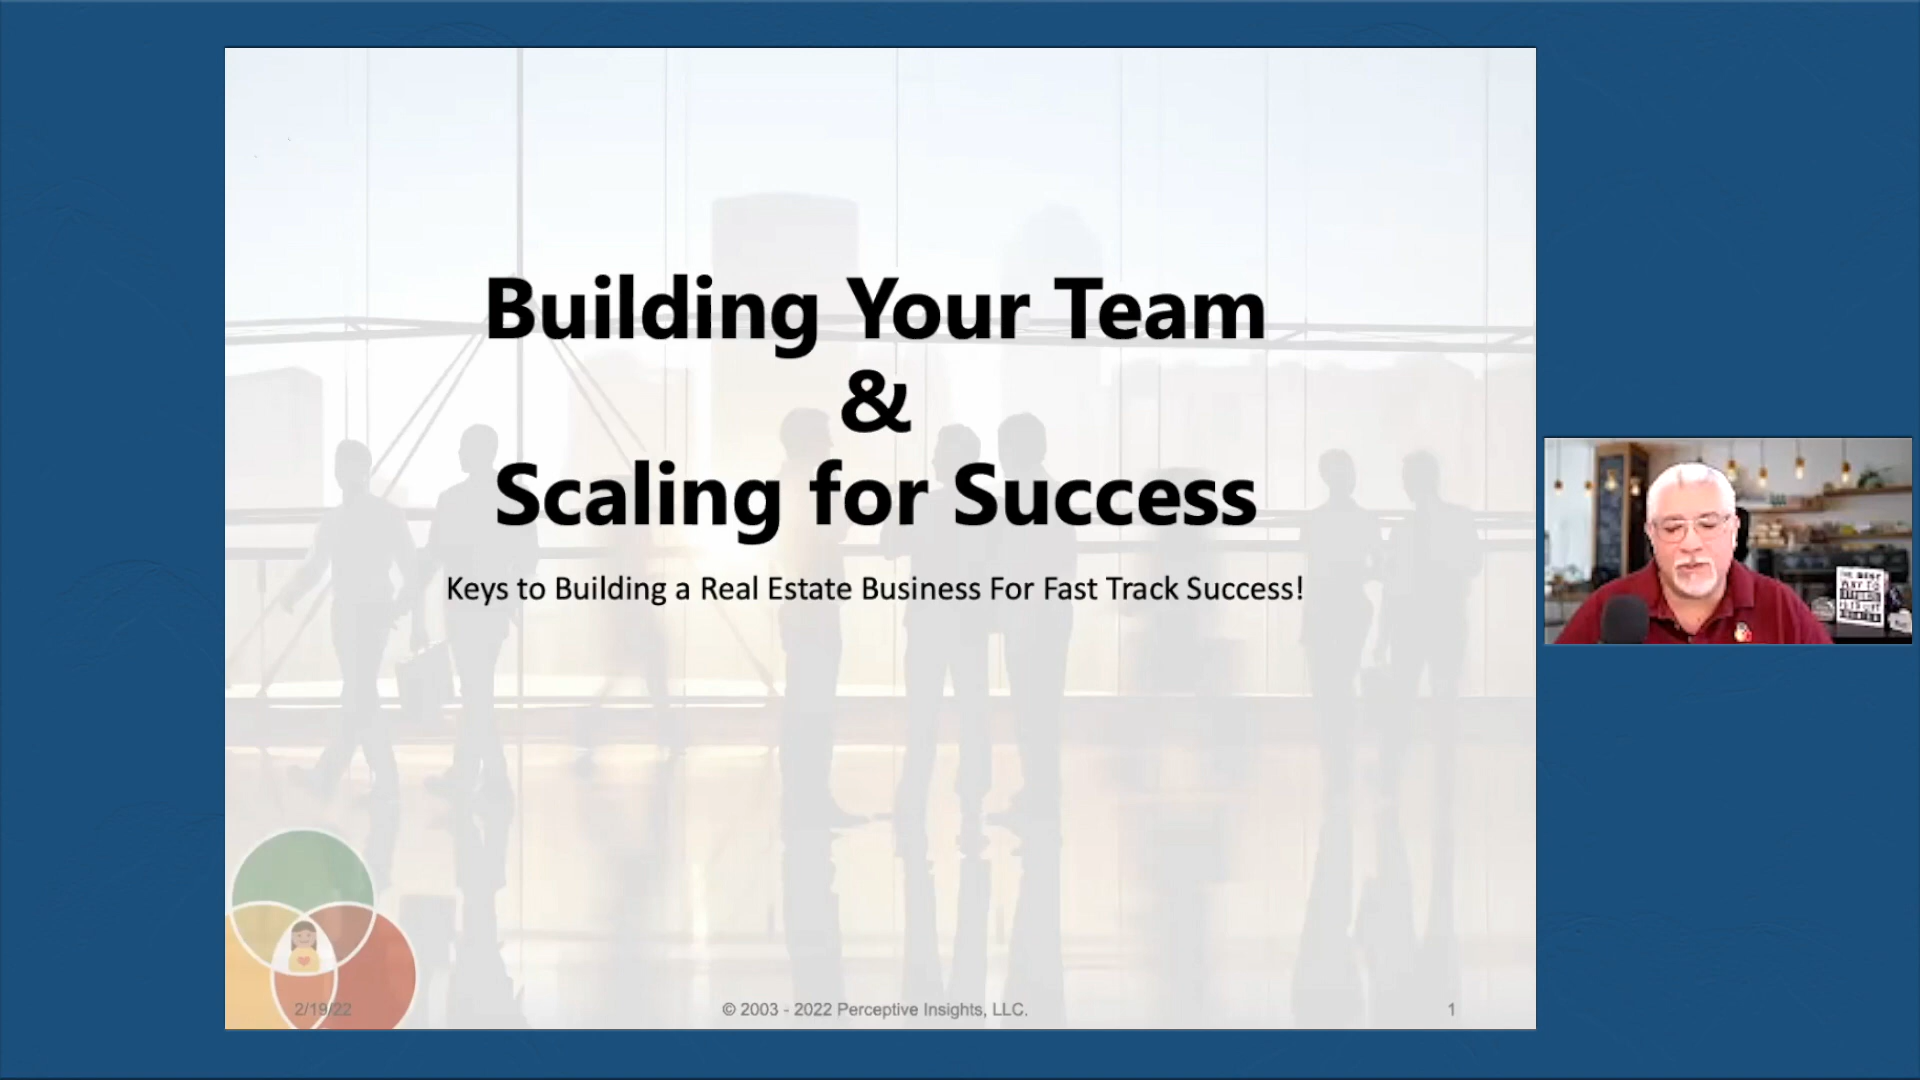 Building Your Team
&
Scaling for Success
Keys to Building a Real Estate Business For Fast Track Success!
2/19/22
© 2003 - 2022 Perceptive Insights, LLC.
1